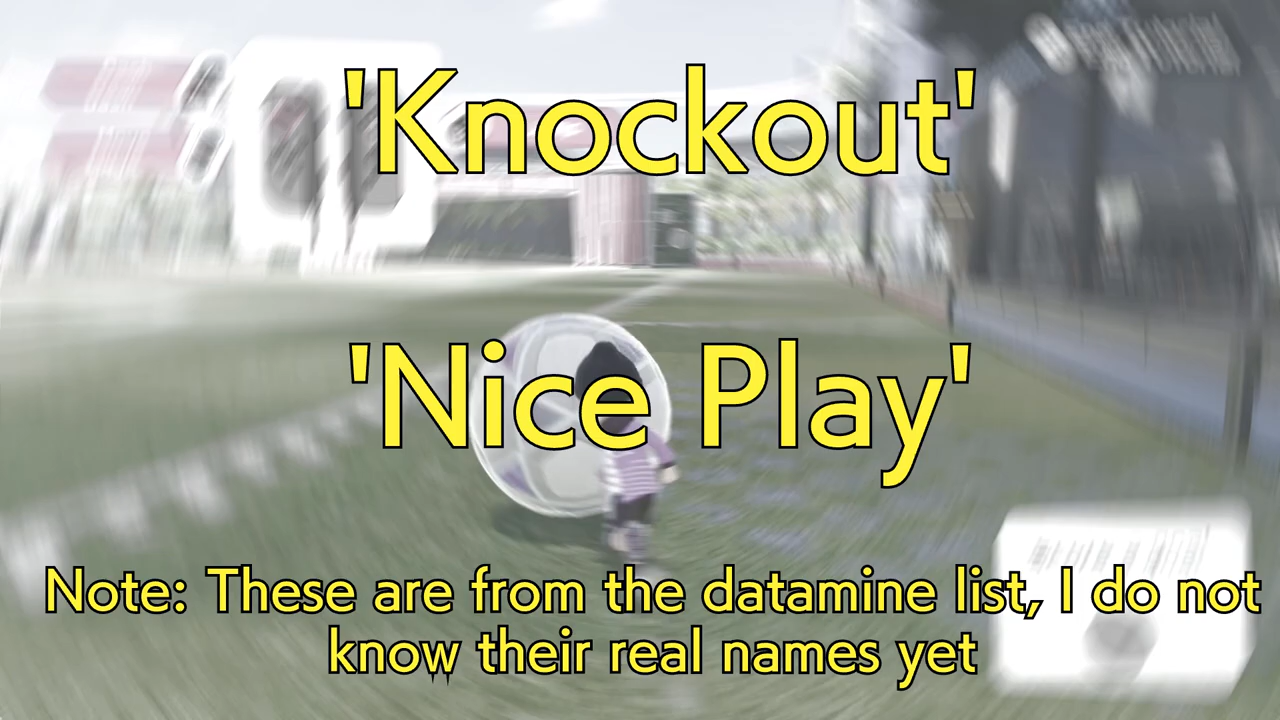 'Knockout'
'Nice Play'
Note: These are from the datamine list, I do not
know their real names yet